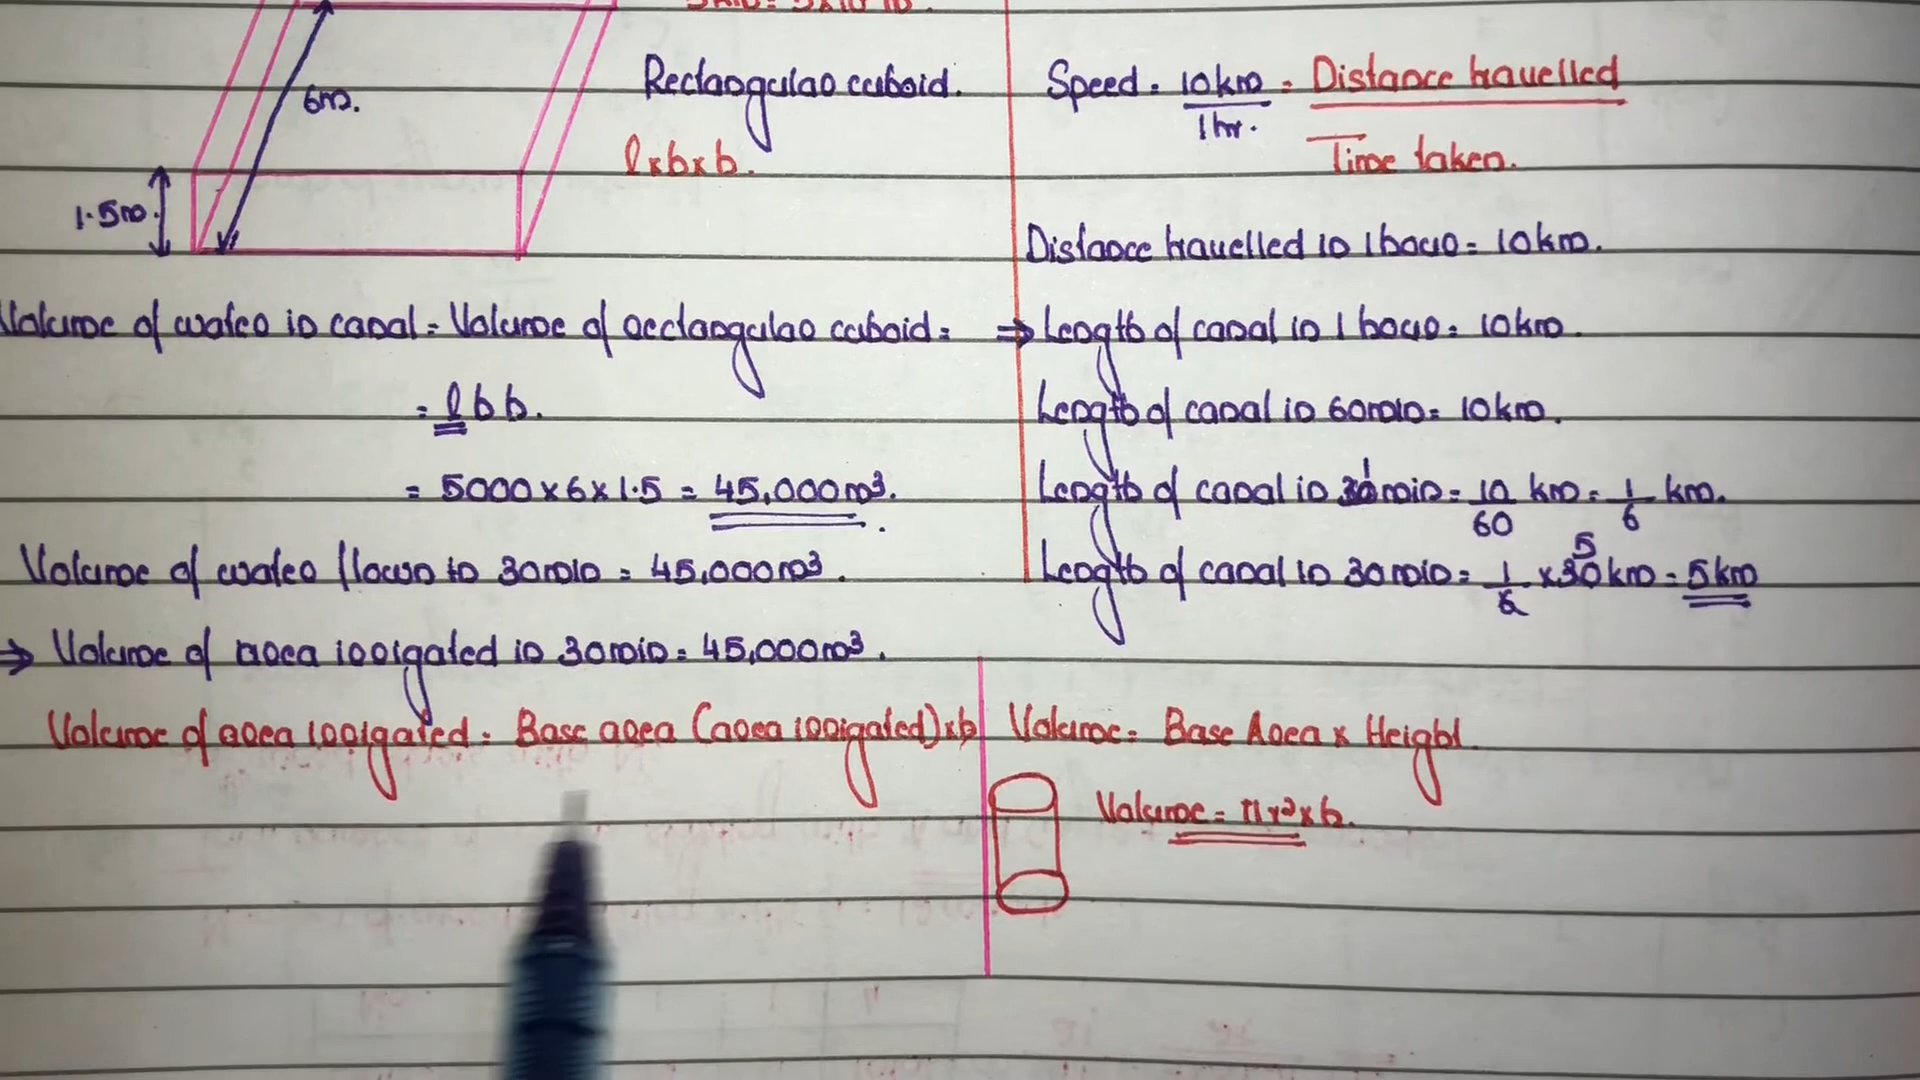 6m.
1.5m.
Rectangular cuboid.
l×b×h.
Volume of water in canal = Volume of rectangular cuboid =
= lbh.
= 5000×6×1.5 = 45,000m³.
Volume of water flown in 30min = 45,000m³.
⇒ Volume of area irrigated in 30min = 45,000m³.
Volume of area irrigated = Base area (area irrigated)×h
Speed = 10km/1hr. = Distance travelled/Time taken.
Distance travelled in 1hour = 10km.
⇒ Length of canal in 1 hour = 10km.
Length of canal in 60min = 10km.
Length of canal in 1min = 10/60 km = 1/6 km.
Length of canal in 30min = 1/6 ×30km = 5km
5
Volume = Base Area × Height.
Volume = πr²×h.